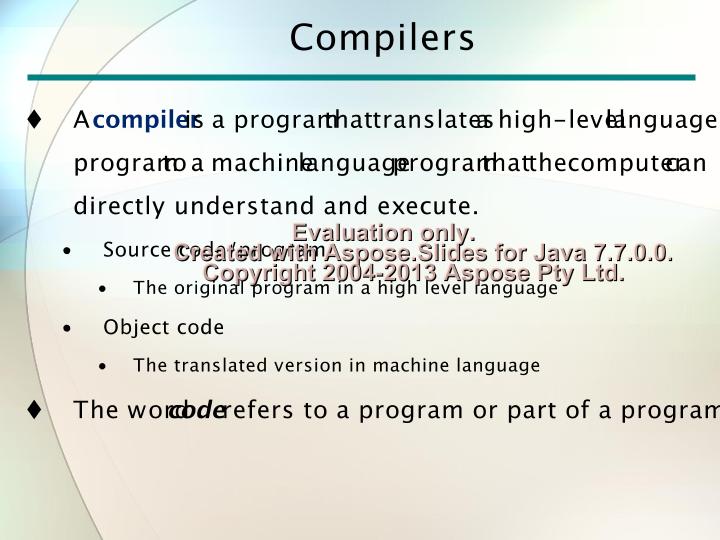 Compilers
♦ A compiler is a program that translates a high-level language
program to a machine language program that the computer can
directly understand and execute.
• Source code / program
Evaluation only.
Created with Aspose.Slides for Java 7.7.0.0.
Copyright 2004-2013 Aspose Pty Ltd.
• The original program in a high level language
• Object code
• The translated version in machine language
♦ The word code refers to a program or part of a program